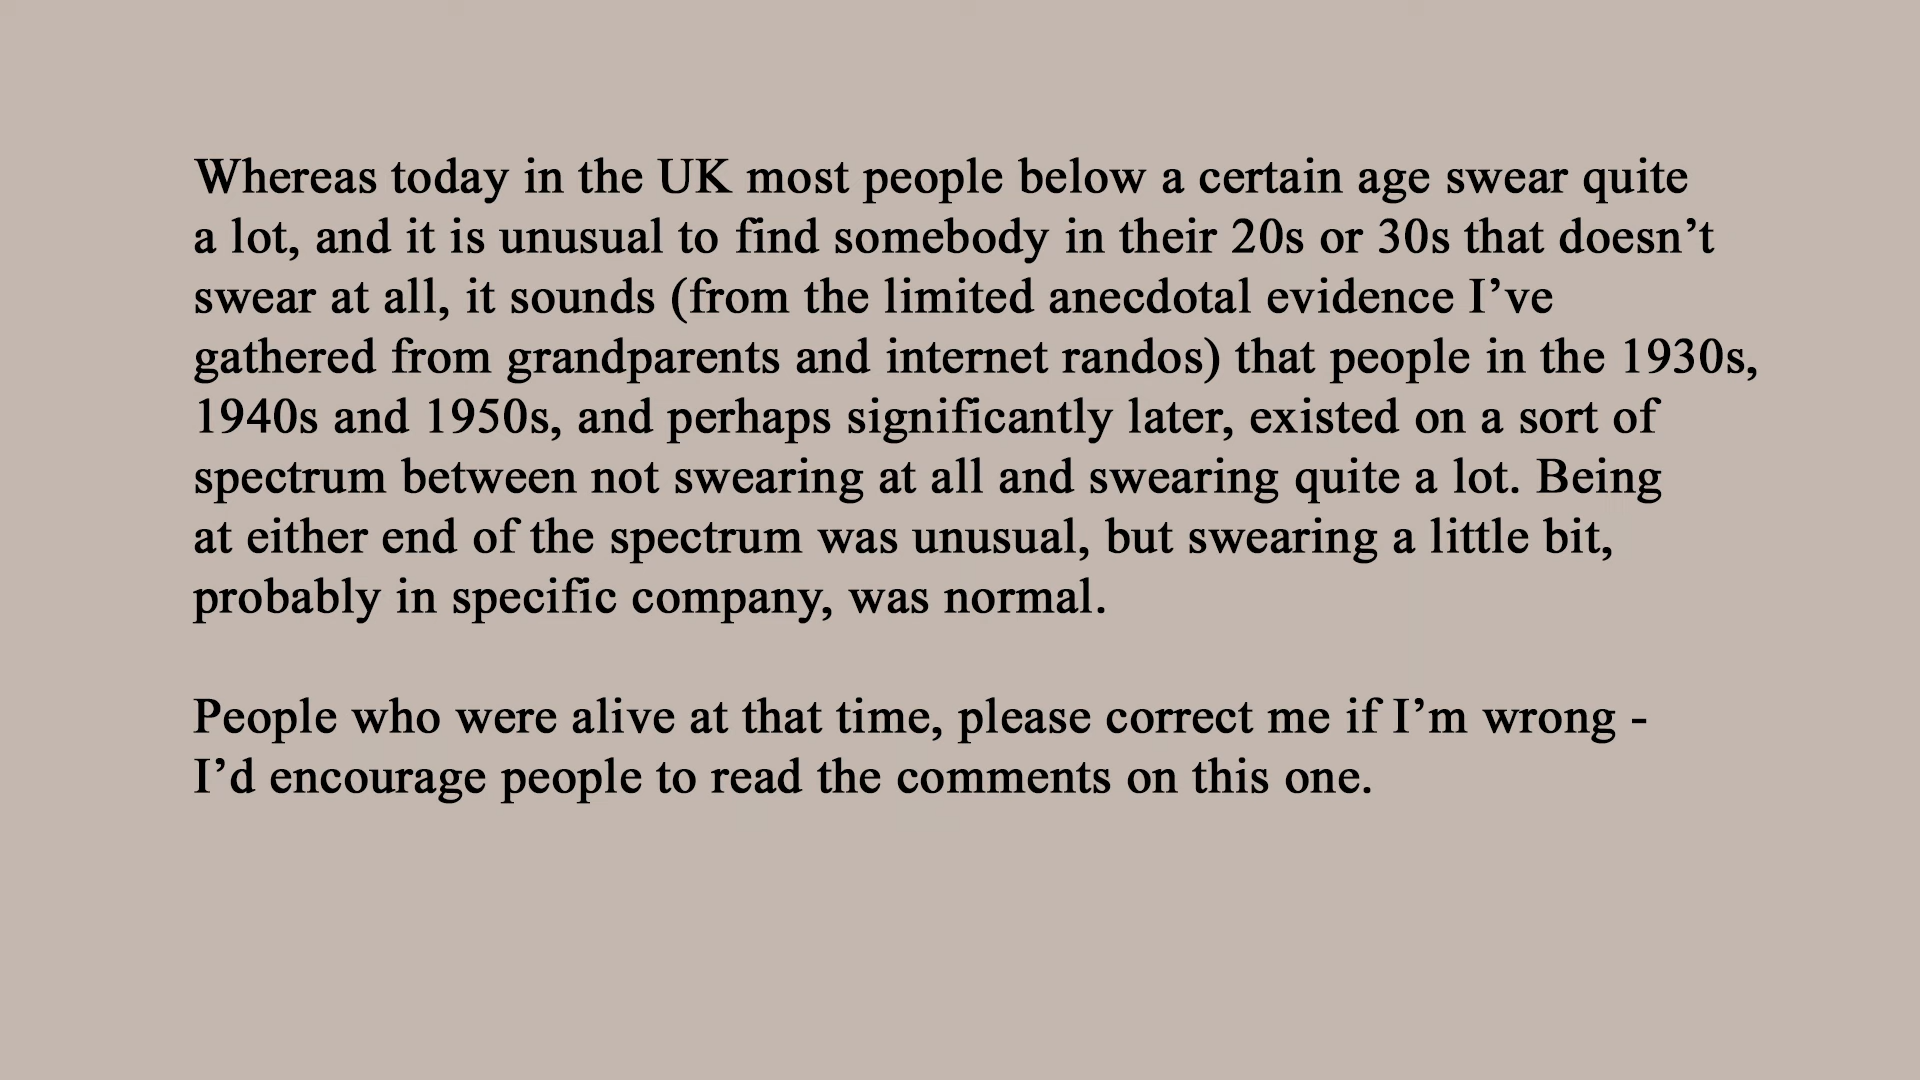 Whereas today in the UK most people below a certain age swear quite
a lot, and it is unusual to find somebody in their 20s or 30s that doesn’t
swear at all, it sounds (from the limited anecdotal evidence I’ve
gathered from grandparents and internet randos) that people in the 1930s,
1940s and 1950s, and perhaps significantly later, existed on a sort of
spectrum between not swearing at all and swearing quite a lot. Being
at either end of the spectrum was unusual, but swearing a little bit,
probably in specific company, was normal.
People who were alive at that time, please correct me if I’m wrong -
I’d encourage people to read the comments on this one.